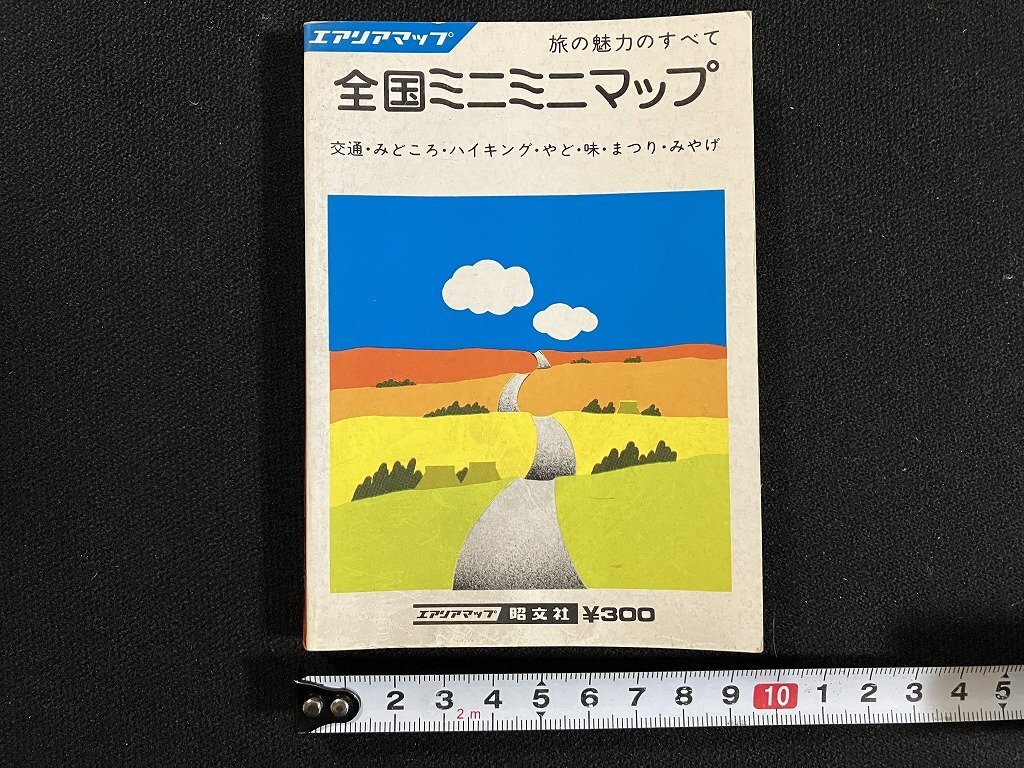 エアリアマップ
旅の魅力のすべて
全国ミニミニマップ
交通・みどころ・ハイキング・やど・味・まつり・みやげ
エアリアマップ 昭文社 ¥300
2 3 4 5 6 7 8 9 10 1 2 3 4 5
2m